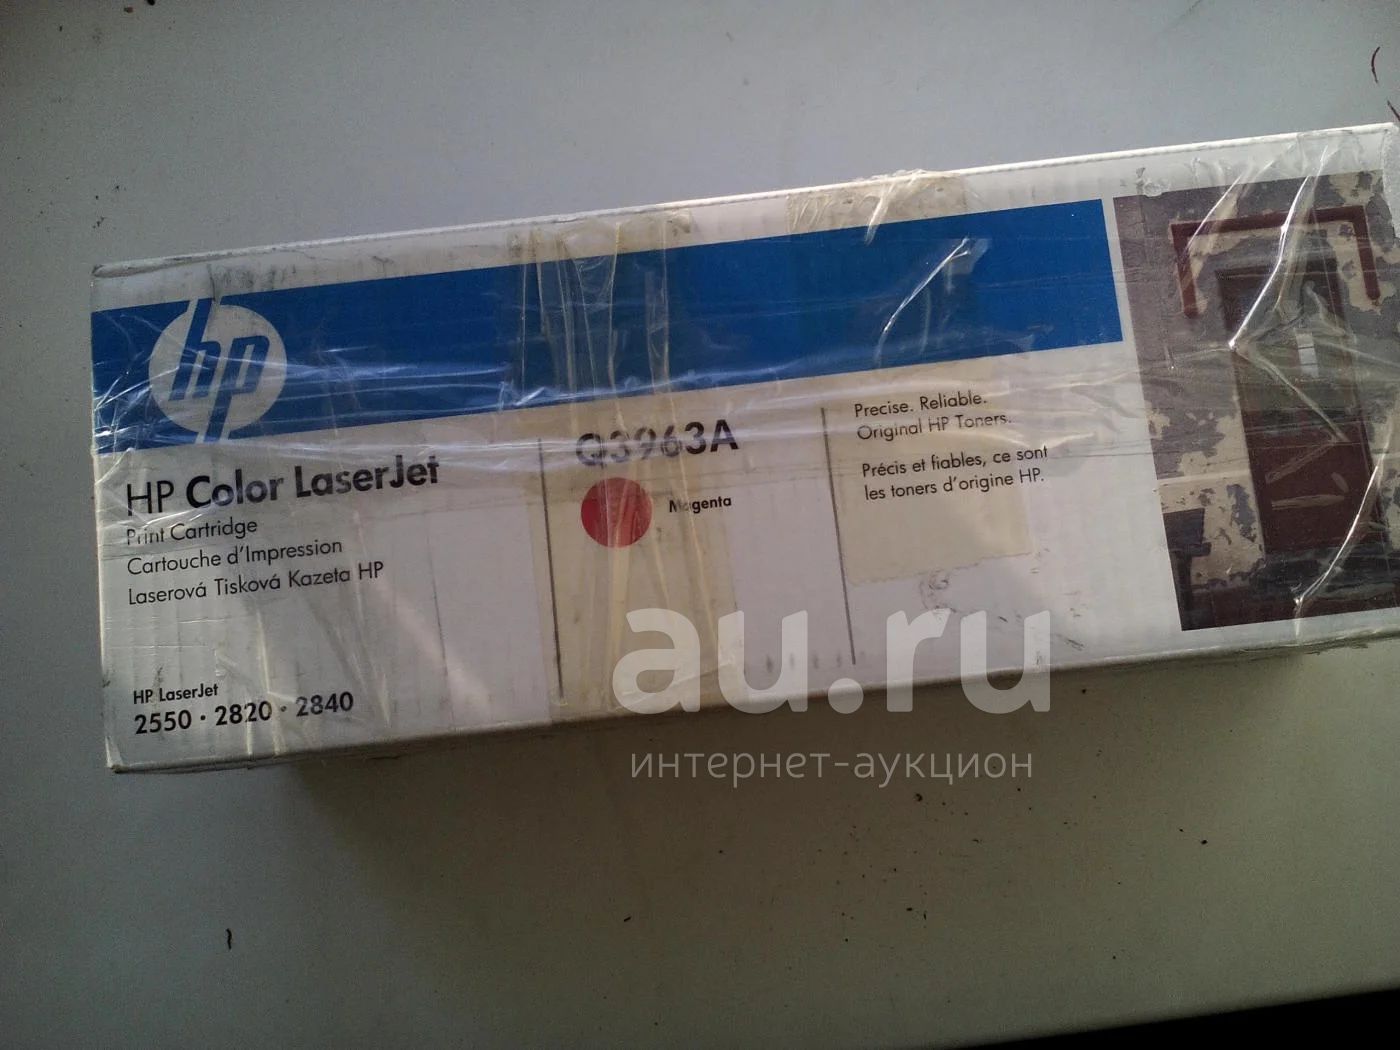 hp
HP Color LaserJet
Print Cartridge
Cartouche d'Impression
Laserová Tisková Kazeta HP
HP LaserJet
2550 · 2820 · 2840
Q3963A
Magenta
Precise. Reliable.
Original HP Toners.
Précis et fiables, ce sont
les toners d'origine HP.
au.ru
интернет-аукцион